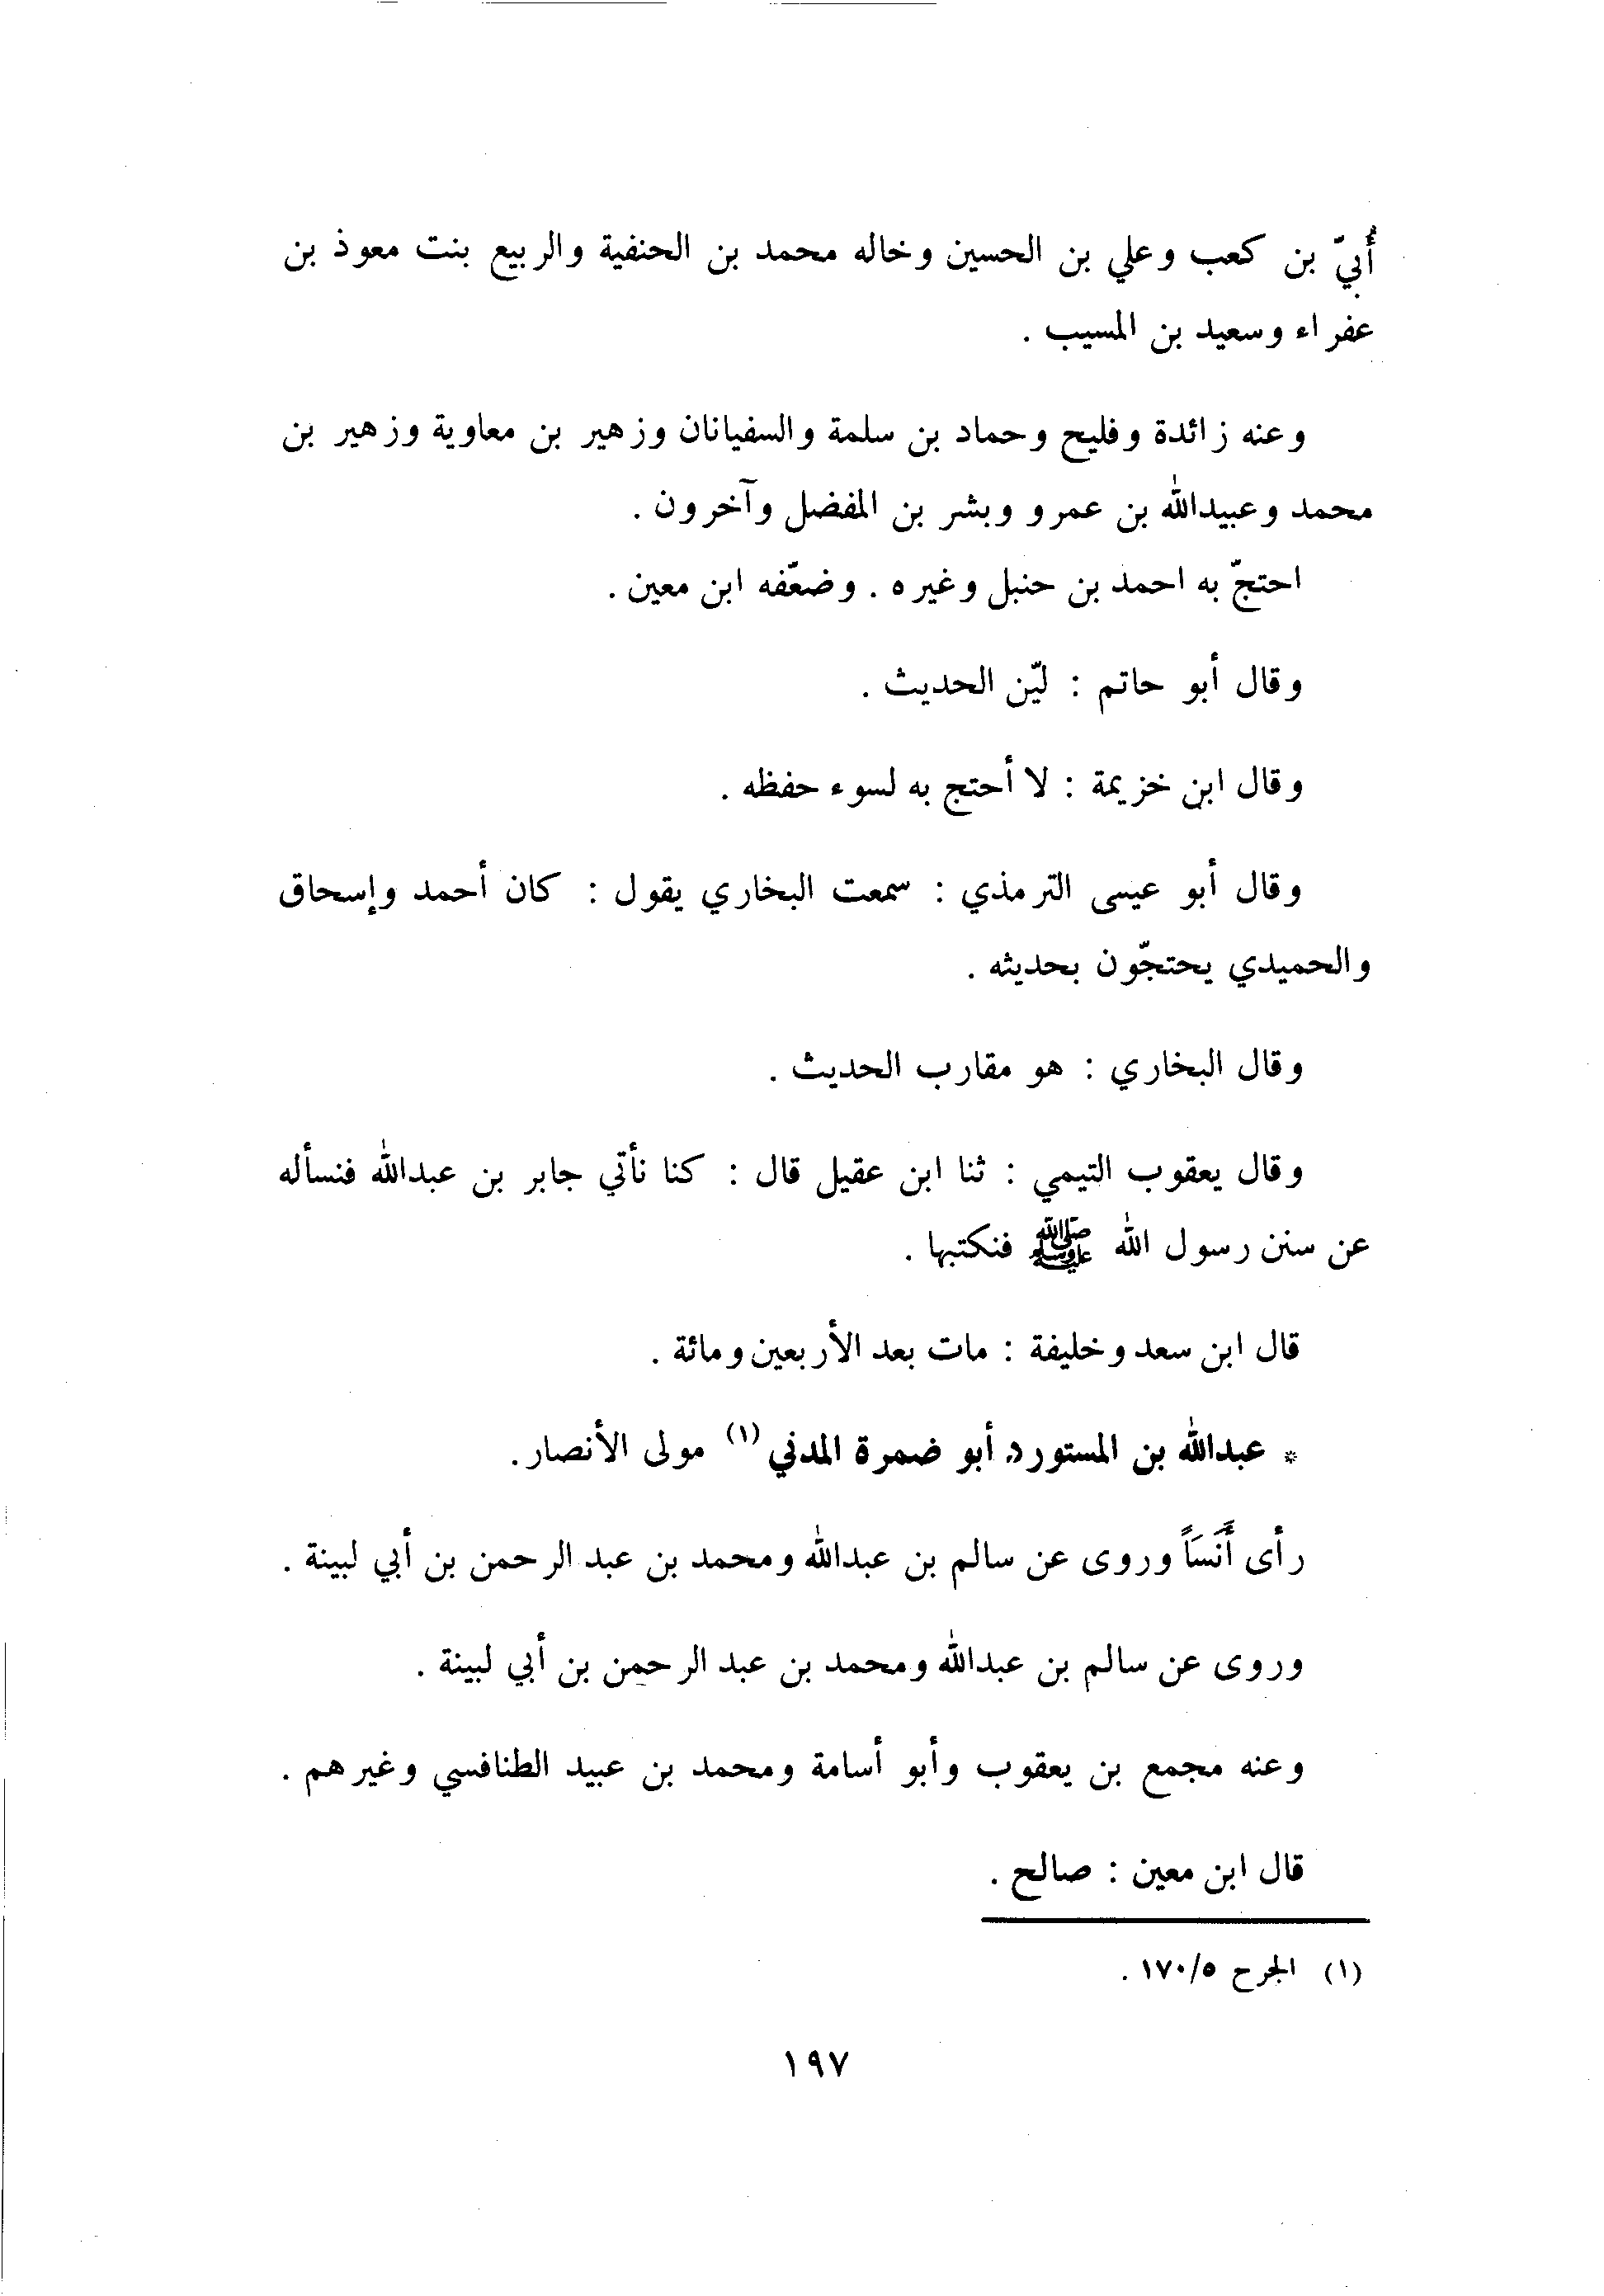 أُبيّ بن كعب وعلي بن الحسين وخاله محمد بن الحنفية والربيع بنت معوذ بن
عفراء وسعيد بن المسيب .
وعنه زائدة وفليح وحماد بن سلمة والسفيانان وزهير بن معاوية وزهير بن
محمد وعبيدالله بن عمرو وبشر بن المفضل وآخرون .
احتجّ به احمد بن حنبل وغيره . وضعّفه ابن معين .
وقال أبو حاتم : ليّن الحديث .
وقال ابن خزيمة : لا أحتج به لسوء حفظه .
وقال أبو عيسى الترمذي : سمعت البخاري يقول : كان أحمد وإسحاق
والحميدي يحتجّون بحديثه .
وقال البخاري : هو مقارب الحديث .
وقال يعقوب التيمي : ثنا ابن عقيل قال : كنا نأتي جابر بن عبدالله فنسأله
عن سنن رسول الله ﷺ فنكتبها .
قال ابن سعد وخليفة : مات بعد الأربعين ومائة .
* عبدالله بن المستورد أبو ضمرة المدني (١) مولى الأنصار .
رأى أَنَسَاً وروى عن سالم بن عبدالله ومحمد بن عبد الرحمن بن أبي لبينة .
وروى عن سالم بن عبدالله ومحمد بن عبد الرحمن بن أبي لبينة .
وعنه مجمع بن يعقوب وأبو أسامة ومحمد بن عبيد الطنافسي وغيرهم .
قال ابن معين : صالح .
(١) الجرح ١٧٠/٥ .
١٩٧